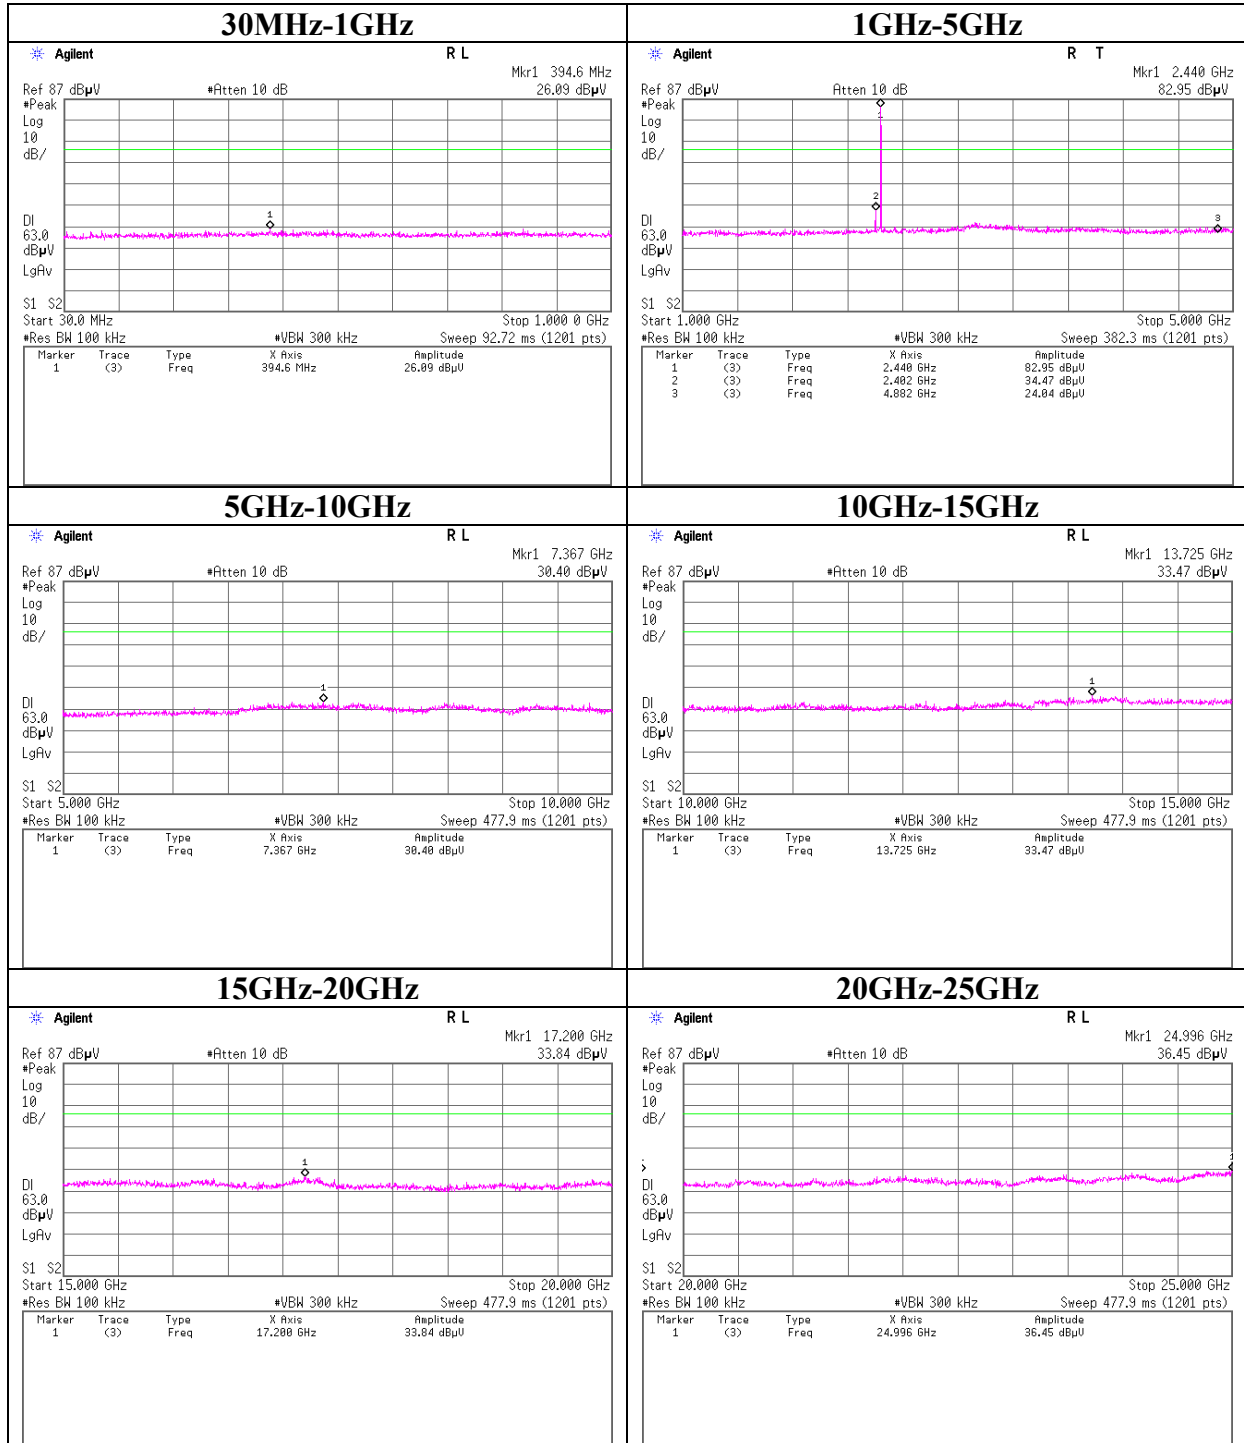 30MHz-1GHz
Agilent R L
Mkr1 394.6 MHz
Ref 87 dBµV #Atten 10 dB 26.09 dBµV
#Peak
Log
10
dB/
1
DI
63.0
dBµV
LgAv
S1 S2
Start 30.0 MHz Stop 1.000 0 GHz
#Res BW 100 kHz #VBW 300 kHz Sweep 92.72 ms (1201 pts)
Marker Trace Type X Axis Amplitude
1 (3) Freq 394.6 MHz 26.09 dBµV
1GHz-5GHz
Agilent R T
Mkr1 2.440 GHz
Ref 87 dBµV Atten 10 dB 82.95 dBµV
#Peak
Log
10
dB/
1
2
3
DI
63.0
dBµV
LgAv
S1 S2
Start 1.000 GHz Stop 5.000 GHz
#Res BW 100 kHz #VBW 300 kHz Sweep 382.3 ms (1201 pts)
Marker Trace Type X Axis Amplitude
1 (3) Freq 2.440 GHz 82.95 dBµV
2 (3) Freq 2.402 GHz 34.47 dBµV
3 (3) Freq 4.882 GHz 24.04 dBµV
5GHz-10GHz
Agilent R L
Mkr1 7.367 GHz
Ref 87 dBµV #Atten 10 dB 30.40 dBµV
#Peak
Log
10
dB/
1
DI
63.0
dBµV
LgAv
S1 S2
Start 5.000 GHz Stop 10.000 GHz
#Res BW 100 kHz #VBW 300 kHz Sweep 477.9 ms (1201 pts)
Marker Trace Type X Axis Amplitude
1 (3) Freq 7.367 GHz 30.40 dBµV
10GHz-15GHz
Agilent R L
Mkr1 13.725 GHz
Ref 87 dBµV #Atten 10 dB 33.47 dBµV
#Peak
Log
10
dB/
1
DI
63.0
dBµV
LgAv
S1 S2
Start 10.000 GHz Stop 15.000 GHz
#Res BW 100 kHz #VBW 300 kHz Sweep 477.9 ms (1201 pts)
Marker Trace Type X Axis Amplitude
1 (3) Freq 13.725 GHz 33.47 dBµV
15GHz-20GHz
Agilent R L
Mkr1 17.200 GHz
Ref 87 dBµV #Atten 10 dB 33.84 dBµV
#Peak
Log
10
dB/
1
DI
63.0
dBµV
LgAv
S1 S2
Start 15.000 GHz Stop 20.000 GHz
#Res BW 100 kHz #VBW 300 kHz Sweep 477.9 ms (1201 pts)
Marker Trace Type X Axis Amplitude
1 (3) Freq 17.200 GHz 33.84 dBµV
20GHz-25GHz
Agilent R L
Mkr1 24.996 GHz
Ref 87 dBµV #Atten 10 dB 36.45 dBµV
#Peak
Log
10
dB/
DI
63.0
dBµV
LgAv
S1 S2
Start 20.000 GHz Stop 25.000 GHz
#Res BW 100 kHz #VBW 300 kHz Sweep 477.9 ms (1201 pts)
Marker Trace Type X Axis Amplitude
1 (3) Freq 24.996 GHz 36.45 dBµV